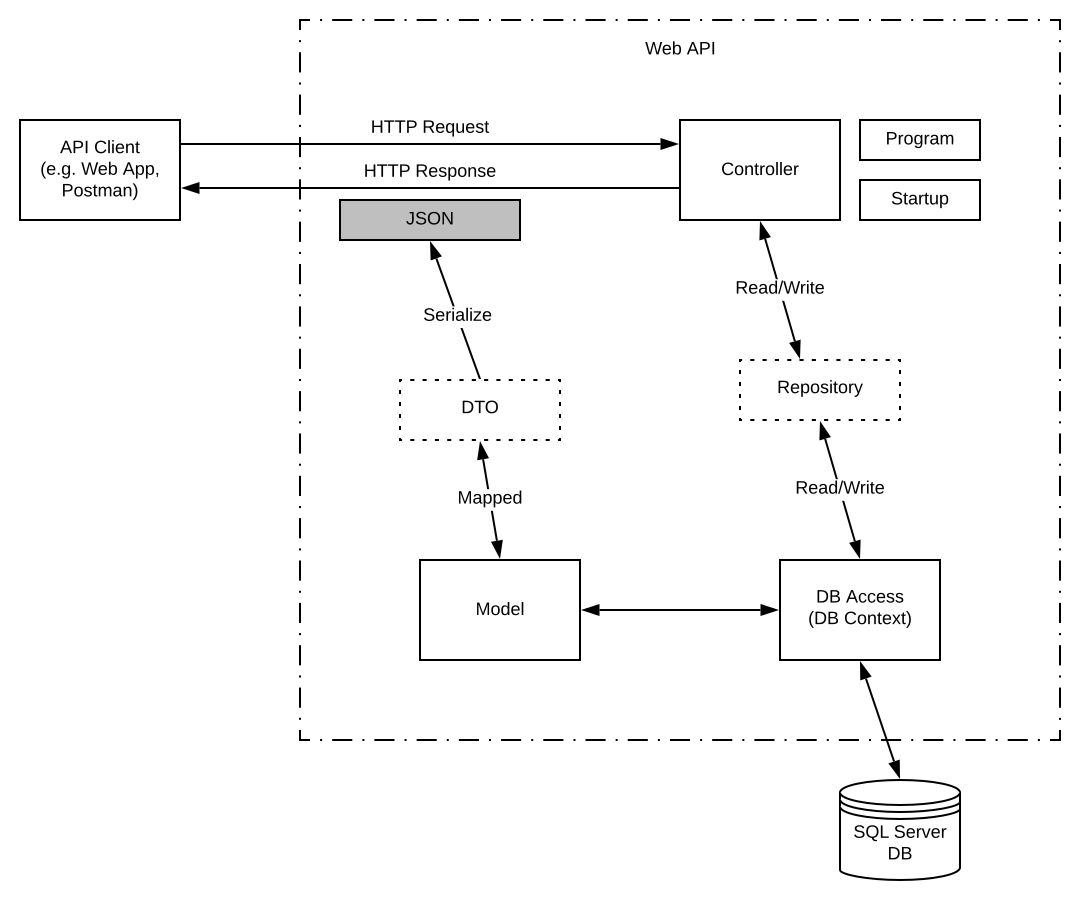 Web API
API Client
(e.g. Web App,
Postman)
HTTP Request
HTTP Response
JSON
Controller
Program
Startup
Read/Write
Serialize
DTO
Repository
Mapped
Read/Write
Model
DB Access
(DB Context)
SQL Server
DB